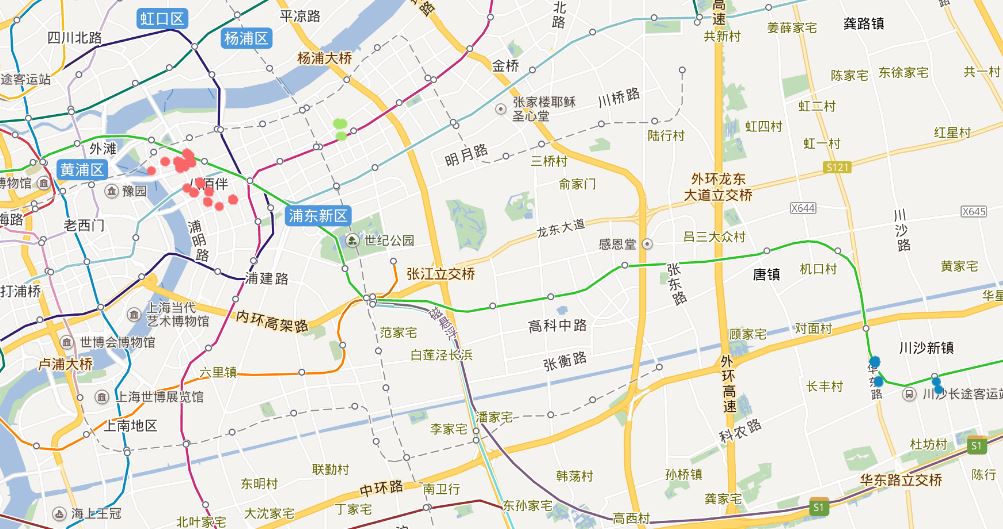 虹口区
平凉路
路
北路
高速
共新村
姜薛家宅
龚路镇
四川北路
杨浦区
杨浦大桥
金桥
陈家宅
东徐家宅
共一村
途客运站
张家楼耶稣
圣心堂
川桥路
虹二村
虹四村
陆行村
红星村
虹一村
外滩
明月路
三桥村
S121
黄浦区
博物馆
豫园
八佰伴
俞家门
外环龙东
大道立交桥
X644
X645
海路
老西门
浦东新区
浦明路
世纪公园
龙东大道
感恩堂
吕三大众村
川沙路
打浦桥
浦建路
张江立交桥
张东路
唐镇
机口村
黄家宅
华星
上海当代
艺术博物馆
内环高架路
范家宅
磁悬浮
高科中路
顾家宅
对面村
世博会博物馆
白莲泾长浜
张衡路
川沙新镇
卢浦大桥
六里镇
外环高速
长丰村
华东路
川沙长途客运站
上海世博展览馆
上南地区
潘家宅
李家宅
科农路
杜坊村
S1
联勤村
东明村
中环路
南卫行
韩荡村
孙桥镇
华东路立交桥
陈行
海上生冠
北叶家宅
大沈家宅
丁家宅
东孙家宅
高西村
龚家宅
S1